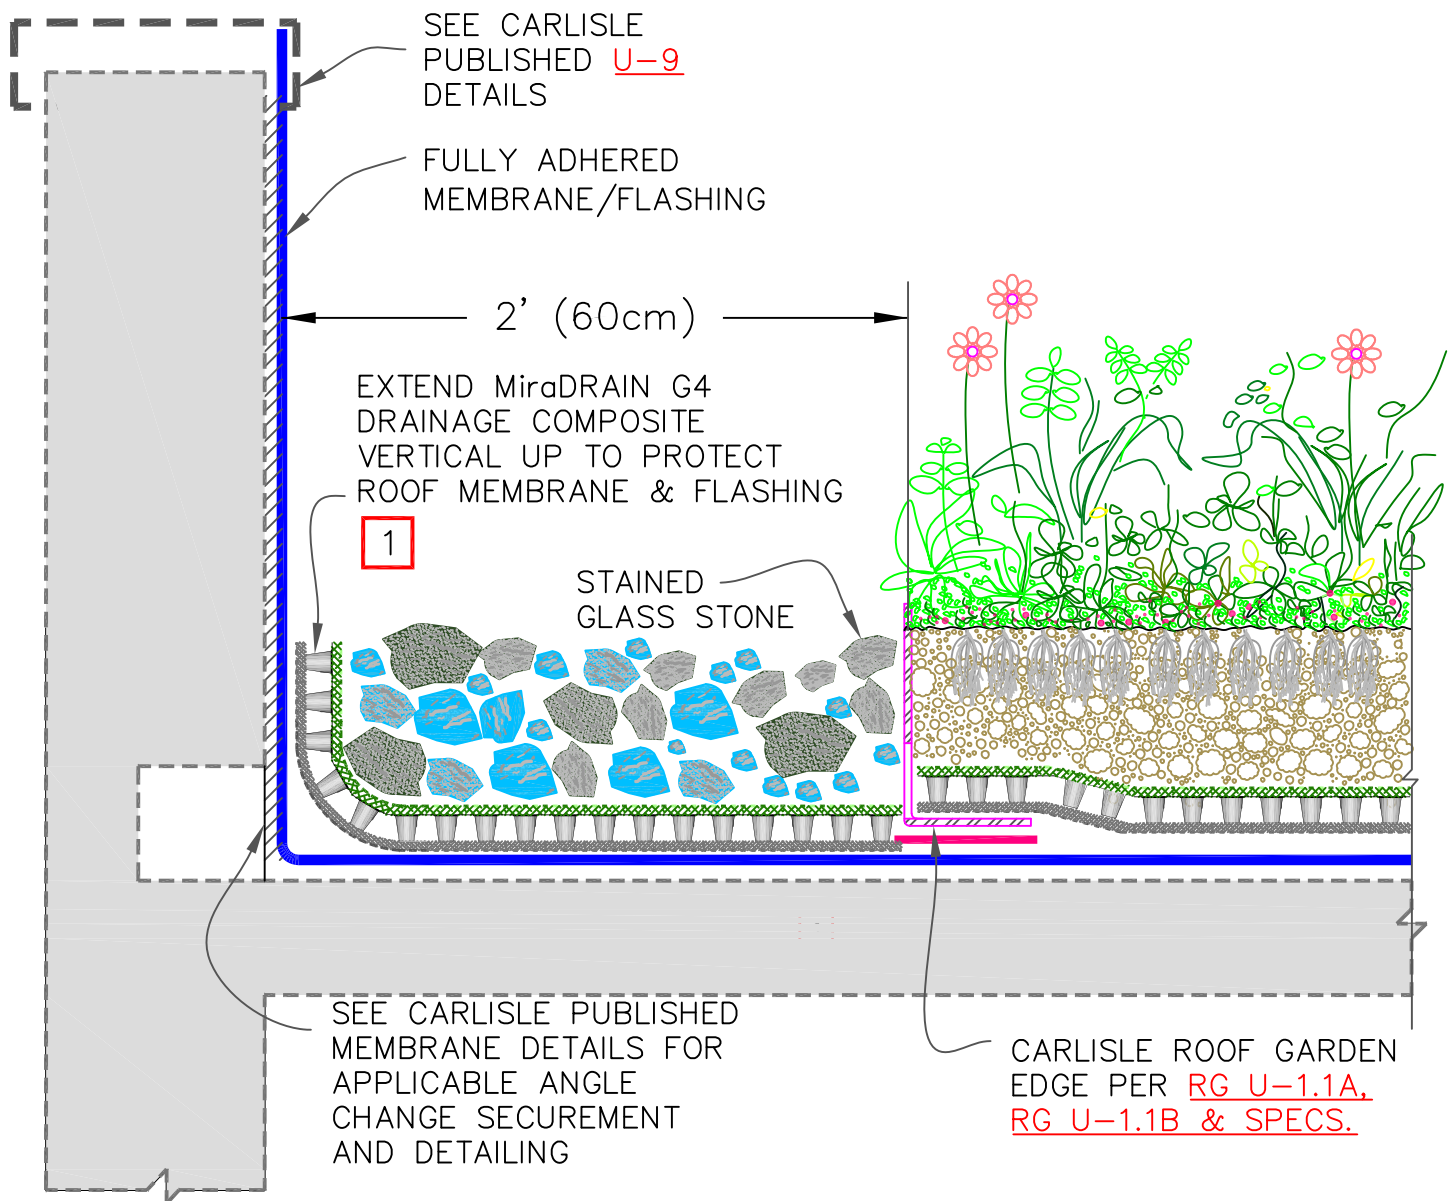 SEE CARLISLE
PUBLISHED U-9
DETAILS
FULLY ADHERED
MEMBRANE/FLASHING
2' (60cm)
EXTEND MiraDRAIN G4
DRAINAGE COMPOSITE
VERTICAL UP TO PROTECT
ROOF MEMBRANE & FLASHING
1
STAINED
GLASS STONE
SEE CARLISLE PUBLISHED
MEMBRANE DETAILS FOR
APPLICABLE ANGLE
CHANGE SECUREMENT
AND DETAILING
CARLISLE ROOF GARDEN
EDGE PER RG U-1.1A,
RG U-1.1B & SPECS.